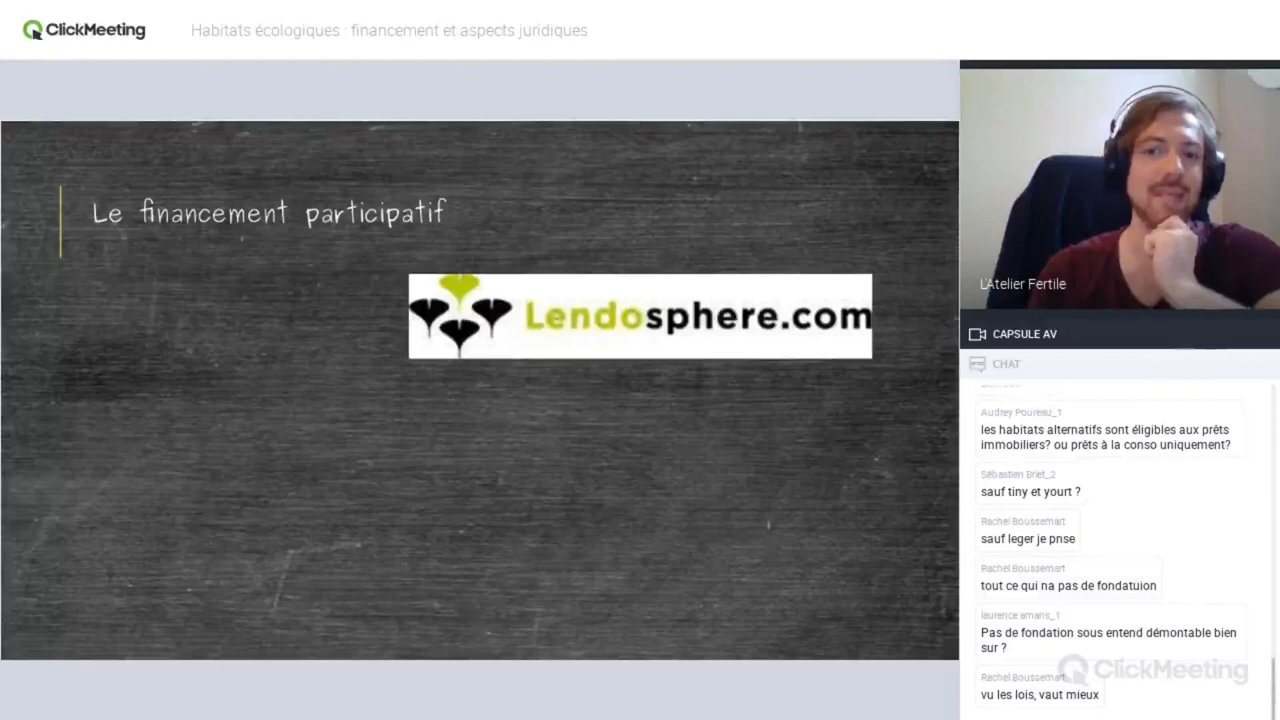 ClickMeeting
Habitats écologiques : financement et aspects juridiques
Le financement participatif
Lendosphere.com
L'Atelier Fertile
CAPSULE AV
CHAT
Audrey Poureau_1
les habitats alternatifs sont éligibles aux prêts
immobiliers? ou prêts à la conso uniquement?
Sébastien Briet_2
sauf tiny et yourt ?
Rachel Boussemart
sauf leger je pnse
Rachel Boussemart
tout ce qui na pas de fondatuion
laurence amaris_1
Pas de fondation sous entend démontable bien
sur ?
ClickMeeting
Rachel Boussemart
vu les lois, vaut mieux